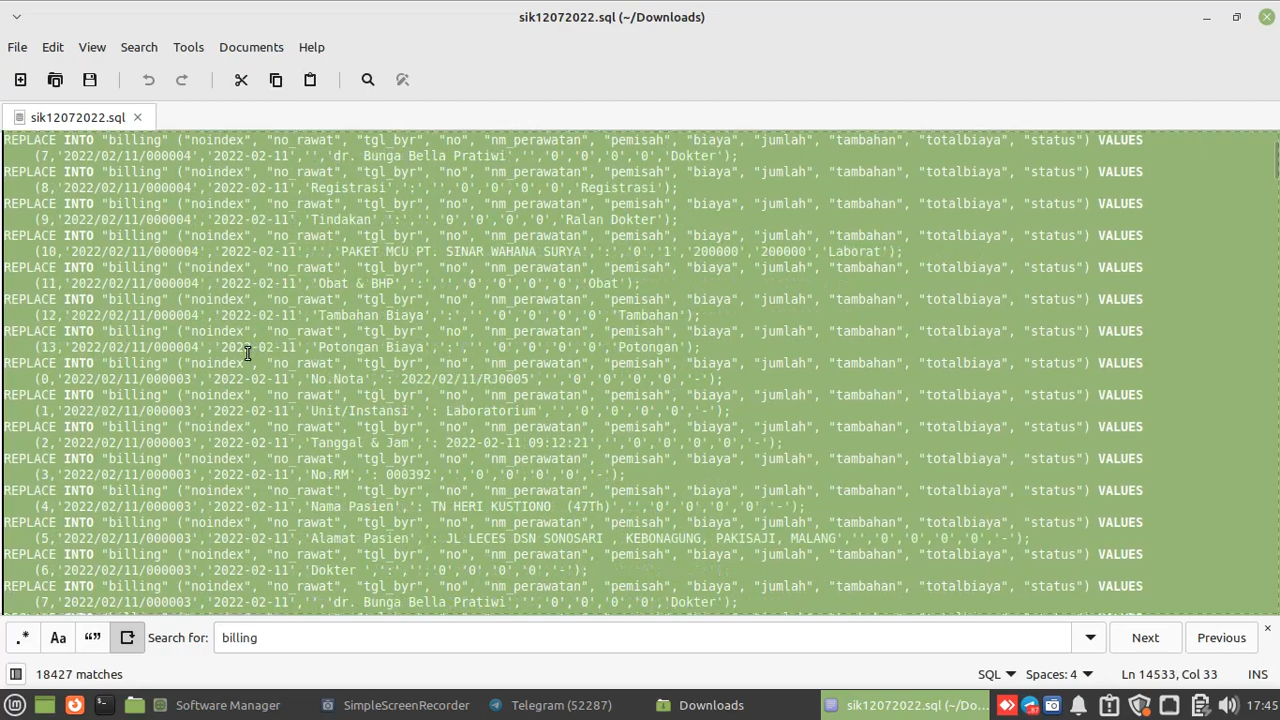 sik12072022.sql (~/Downloads)
File Edit View Search Tools Documents Help
sik12072022.sql
REPLACE INTO "billing" ("noindex", "no_rawat", "tgl_byr", "no", "nm_perawatan", "pemisah", "biaya", "jumlah", "tambahan", "totalbiaya", "status") VALUES
(7,'2022/02/11/000004','2022-02-11','','dr. Bunga Bella Pratiwi','','0','0','0','0','Dokter');
REPLACE INTO "billing" ("noindex", "no_rawat", "tgl_byr", "no", "nm_perawatan", "pemisah", "biaya", "jumlah", "tambahan", "totalbiaya", "status") VALUES
(8,'2022/02/11/000004','2022-02-11','Registrasi',':','','0','0','0','0','Registrasi');
REPLACE INTO "billing" ("noindex", "no_rawat", "tgl_byr", "no", "nm_perawatan", "pemisah", "biaya", "jumlah", "tambahan", "totalbiaya", "status") VALUES
(9,'2022/02/11/000004','2022-02-11','Tindakan',':','','0','0','0','0','Ralan Dokter');
REPLACE INTO "billing" ("noindex", "no_rawat", "tgl_byr", "no", "nm_perawatan", "pemisah", "biaya", "jumlah", "tambahan", "totalbiaya", "status") VALUES
(10,'2022/02/11/000004','2022-02-11','','PAKET MCU PT. SINAR WAHANA SURYA',':','0','1','200000','200000','Laborat');
REPLACE INTO "billing" ("noindex", "no_rawat", "tgl_byr", "no", "nm_perawatan", "pemisah", "biaya", "jumlah", "tambahan", "totalbiaya", "status") VALUES
(11,'2022/02/11/000004','2022-02-11','Obat & BHP',':','','0','0','0','0','Obat');
REPLACE INTO "billing" ("noindex", "no_rawat", "tgl_byr", "no", "nm_perawatan", "pemisah", "biaya", "jumlah", "tambahan", "totalbiaya", "status") VALUES
(12,'2022/02/11/000004','2022-02-11','Tambahan Biaya',':','','0','0','0','0','Tambahan');
REPLACE INTO "billing" ("noindex", "no_rawat", "tgl_byr", "no", "nm_perawatan", "pemisah", "biaya", "jumlah", "tambahan", "totalbiaya", "status") VALUES
(13,'2022/02/11/000004','2022-02-11','Potongan Biaya',':','','0','0','0','0','Potongan');
REPLACE INTO "billing" ("noindex", "no_rawat", "tgl_byr", "no", "nm_perawatan", "pemisah", "biaya", "jumlah", "tambahan", "totalbiaya", "status") VALUES
(0,'2022/02/11/000003','2022-02-11','No.Nota',': 2022/02/11/RJ0005','','0','0','0','0','-');
REPLACE INTO "billing" ("noindex", "no_rawat", "tgl_byr", "no", "nm_perawatan", "pemisah", "biaya", "jumlah", "tambahan", "totalbiaya", "status") VALUES
(1,'2022/02/11/000003','2022-02-11','Unit/Instansi',': Laboratorium','','0','0','0','0','-');
REPLACE INTO "billing" ("noindex", "no_rawat", "tgl_byr", "no", "nm_perawatan", "pemisah", "biaya", "jumlah", "tambahan", "totalbiaya", "status") VALUES
(2,'2022/02/11/000003','2022-02-11','Tanggal & Jam',': 2022-02-11 09:12:21','','0','0','0','0','-');
REPLACE INTO "billing" ("noindex", "no_rawat", "tgl_byr", "no", "nm_perawatan", "pemisah", "biaya", "jumlah", "tambahan", "totalbiaya", "status") VALUES
(3,'2022/02/11/000003','2022-02-11','No.RM',': 000392','','0','0','0','0','-');
REPLACE INTO "billing" ("noindex", "no_rawat", "tgl_byr", "no", "nm_perawatan", "pemisah", "biaya", "jumlah", "tambahan", "totalbiaya", "status") VALUES
(4,'2022/02/11/000003','2022-02-11','Nama Pasien',': TN HERI KUSTIONO  (47Th)','','0','0','0','0','-');
REPLACE INTO "billing" ("noindex", "no_rawat", "tgl_byr", "no", "nm_perawatan", "pemisah", "biaya", "jumlah", "tambahan", "totalbiaya", "status") VALUES
(5,'2022/02/11/000003','2022-02-11','Alamat Pasien',': JL LECES DSN SONOSARI , KEBONAGUNG, PAKISAJI, MALANG','','0','0','0','0','-');
REPLACE INTO "billing" ("noindex", "no_rawat", "tgl_byr", "no", "nm_perawatan", "pemisah", "biaya", "jumlah", "tambahan", "totalbiaya", "status") VALUES
(6,'2022/02/11/000003','2022-02-11','Dokter ',':','','0','0','0','0','-');
REPLACE INTO "billing" ("noindex", "no_rawat", "tgl_byr", "no", "nm_perawatan", "pemisah", "biaya", "jumlah", "tambahan", "totalbiaya", "status") VALUES
(7,'2022/02/11/000003','2022-02-11','','dr. Bunga Bella Pratiwi','','0','0','0','0','Dokter');
.* Aa “” Search for: billing Next Previous
18427 matches SQL Spaces: 4 Ln 14533, Col 33 INS
Software Manager SimpleScreenRecorder Telegram (52287) Downloads sik12072022.sql (~/Do... 17:45